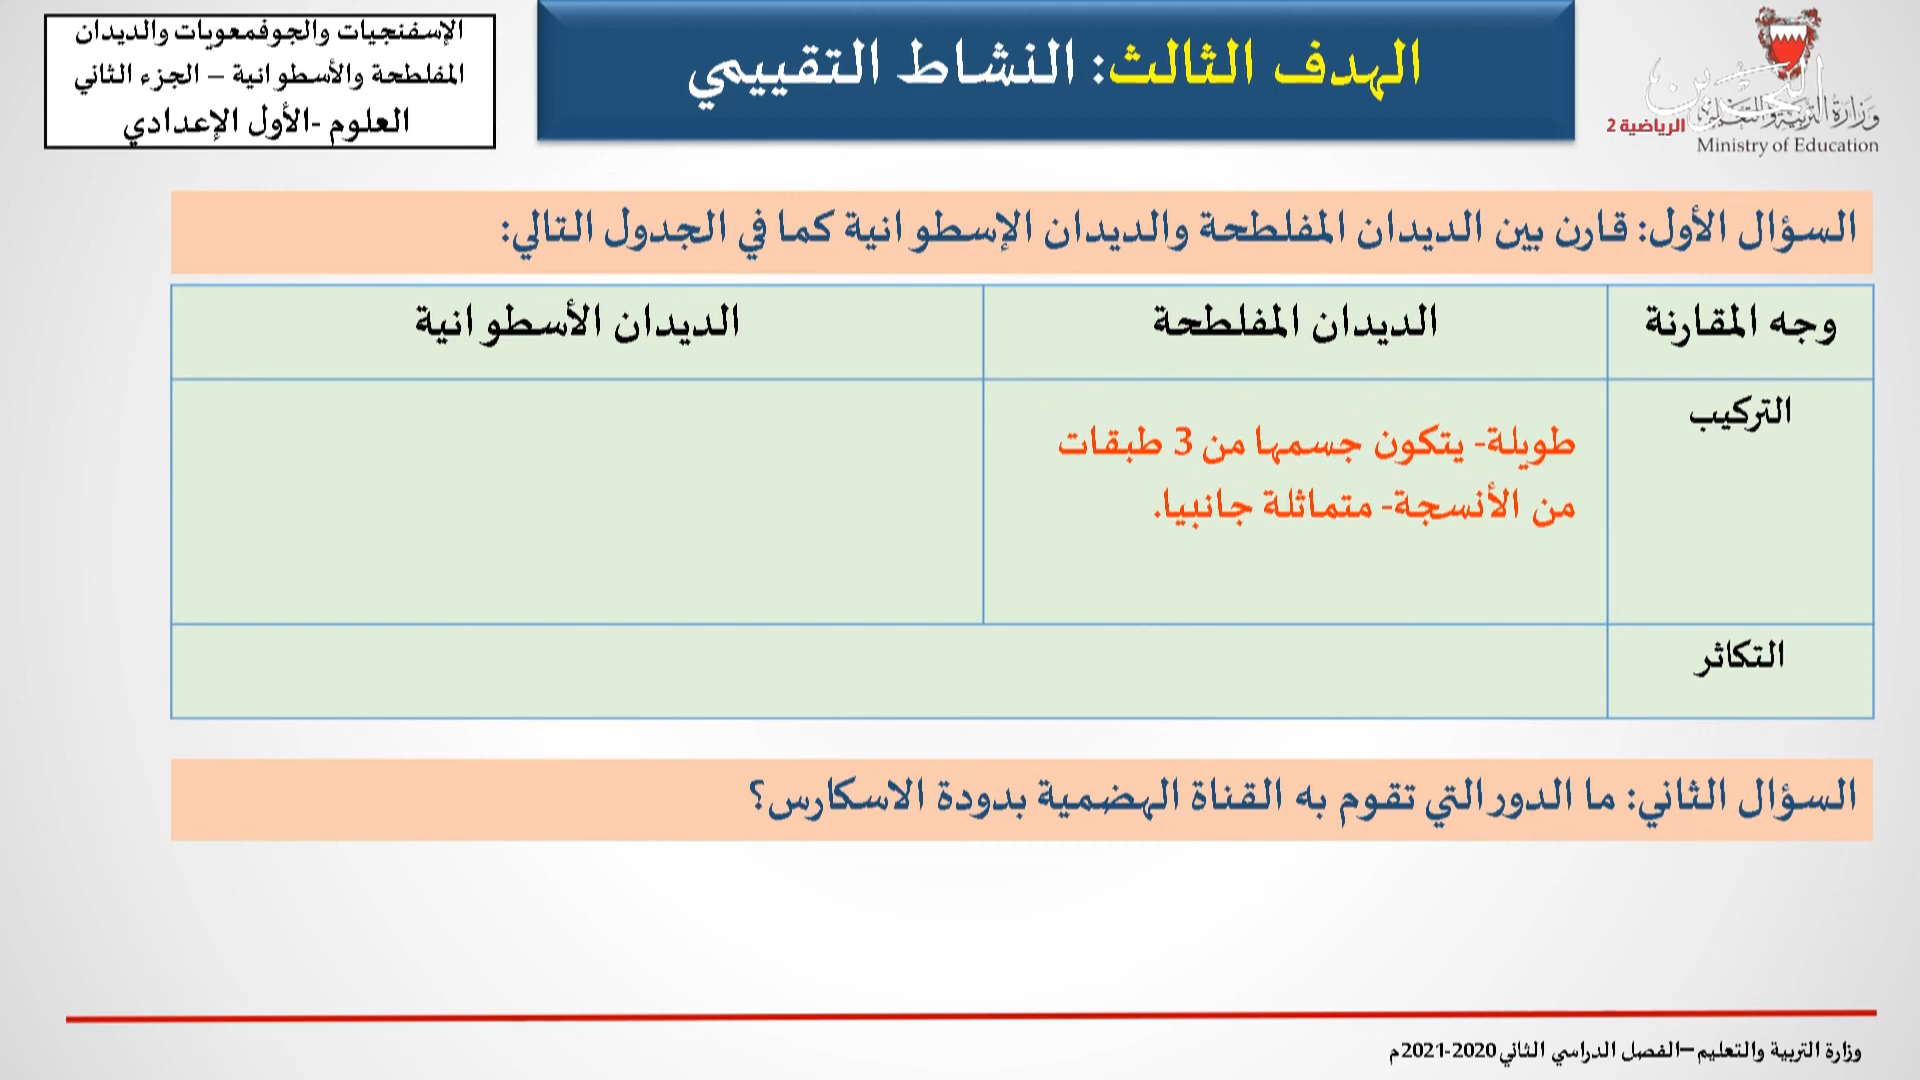 الإسفنجيات والجوفمعويات والديدان
المفلطحة والأسطوانية – الجزء الثاني
العلوم -الأول الإعدادي
الهدف الثالث: النشاط التقييمي
وزارة التربية والتعليم
الرياضية 2
Ministry of Education
السؤال الأول: قارن بين الديدان المفلطحة والديدان الإسطوانية كما في الجدول التالي:
وجه المقارنة
الديدان المفلطحة
الديدان الأسطوانية
التركيب
طويلة- يتكون جسمها من 3 طبقات
من الأنسجة- متماثلة جانبيا.
التكاثر
السؤال الثاني: ما الدور التي تقوم به القناة الهضمية بدودة الاسكارس؟
وزارة التربية والتعليم –الفصل الدراسي الثاني 2020-2021م